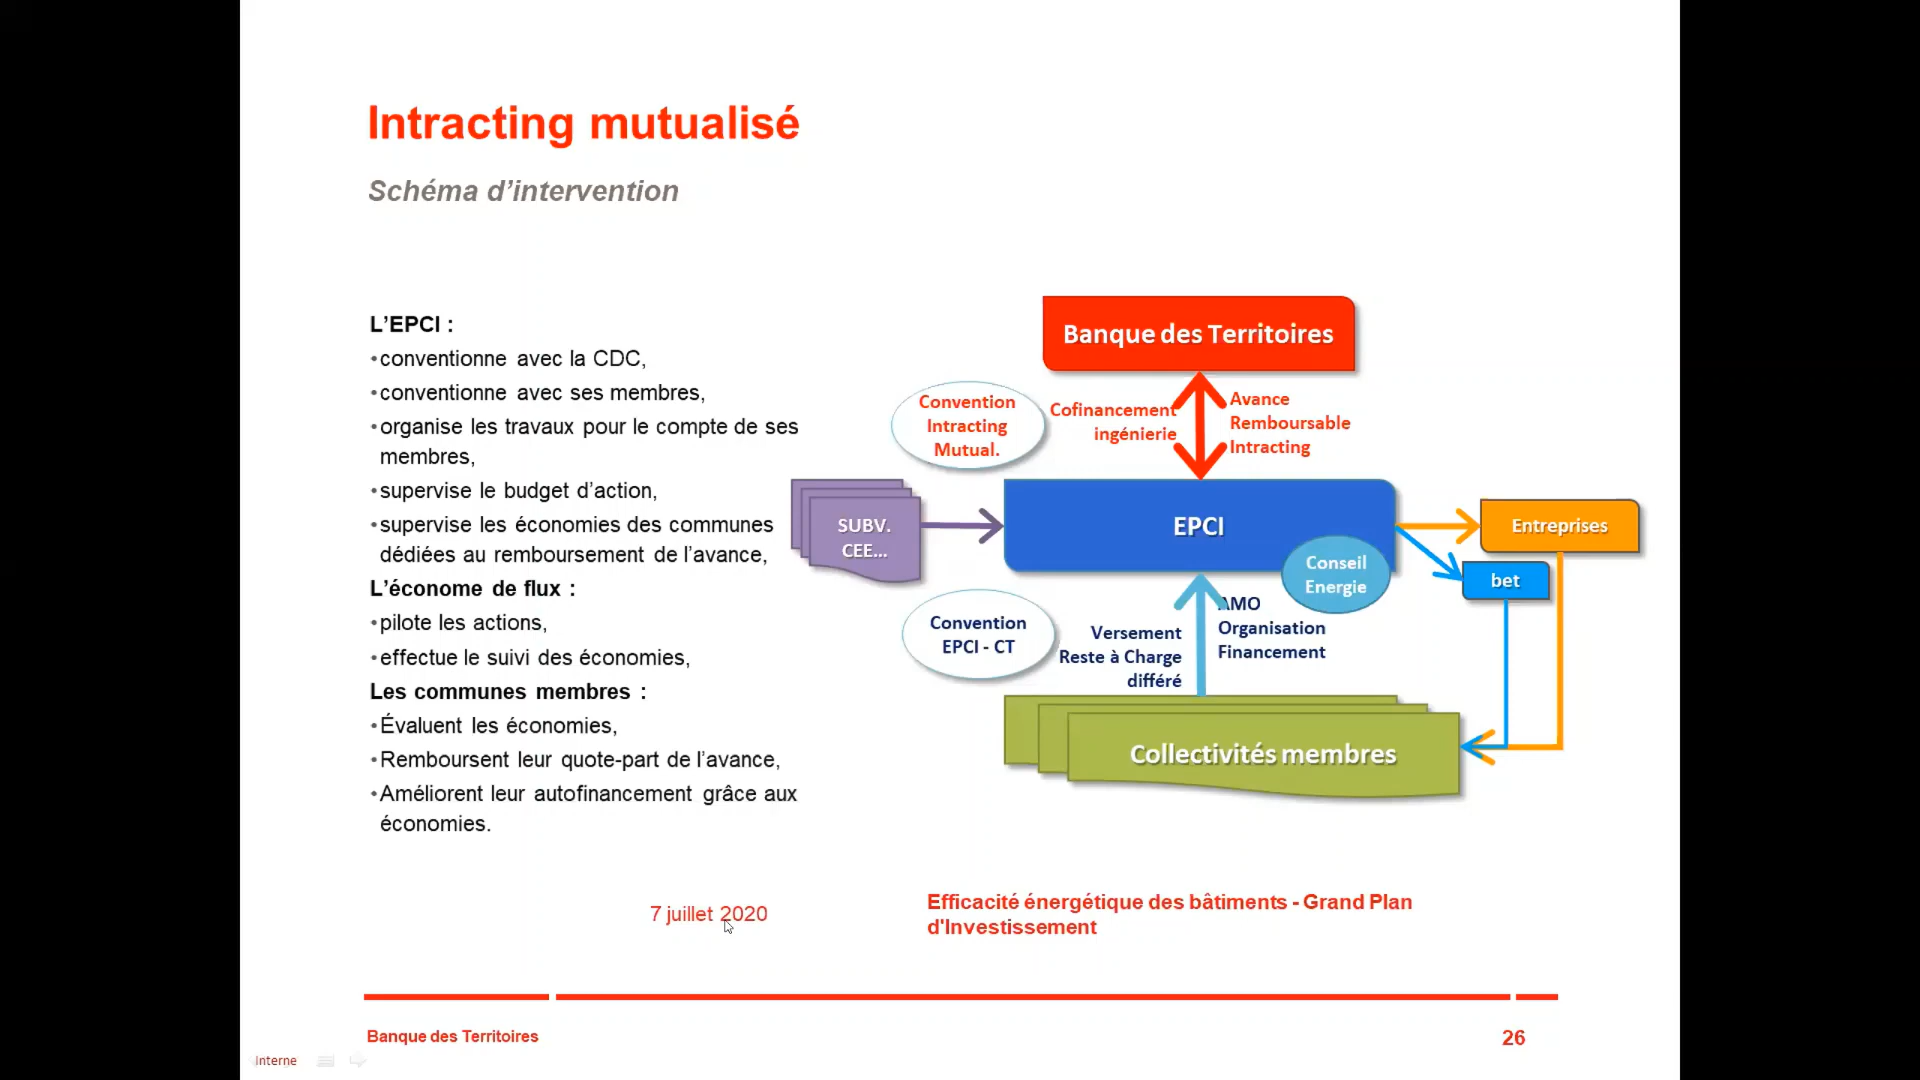 Intracting mutualisé
Schéma d’intervention
L’EPCI :
•conventionne avec la CDC,
•conventionne avec ses membres,
•organise les travaux pour le compte de ses
membres,
•supervise le budget d’action,
•supervise les économies des communes
dédiées au remboursement de l’avance,
L’économe de flux :
•pilote les actions,
•effectue le suivi des économies,
Les communes membres :
•Évaluent les économies,
•Remboursent leur quote-part de l’avance,
•Améliorent leur autofinancement grâce aux
économies.
Banque des Territoires
Convention
Intracting
Mutual.
Cofinancement
ingénierie
Avance
Remboursable
Intracting
SUBV.
CEE...
EPCI
Conseil
Energie
Entreprises
bet
Convention
EPCI - CT
Versement
Reste à Charge
différé
AMO
Organisation
Financement
Collectivités membres
7 juillet 2020
Efficacité énergétique des bâtiments - Grand Plan
d'Investissement
Banque des Territoires
26
Interne